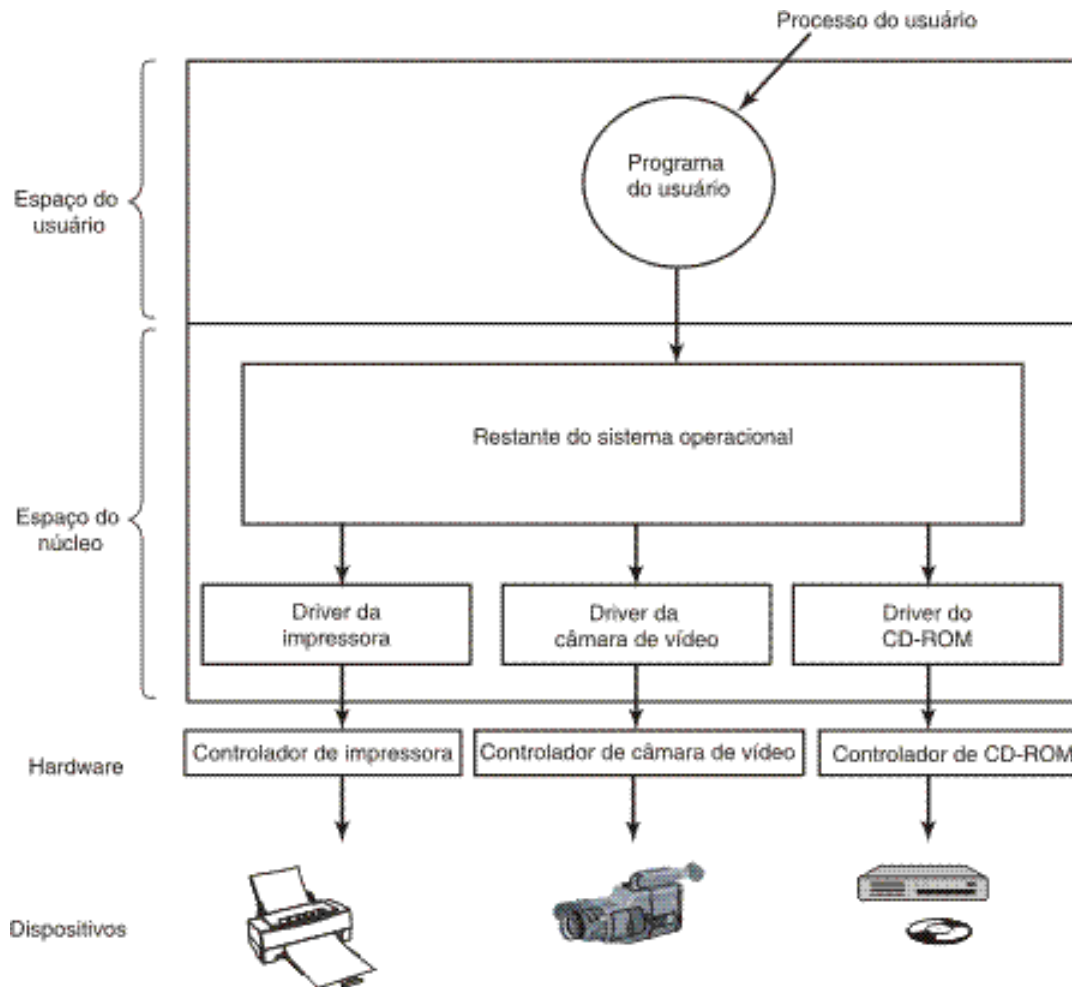 Processo do usuário
Programa
do usuário
Espaço do
usuário
Restante do sistema operacional
Espaço do
núcleo
Driver da
impressora
Driver da
câmara de vídeo
Driver do
CD-ROM
Hardware
Controlador de impressora
Controlador de câmara de vídeo
Controlador de CD-ROM
Dispositivos